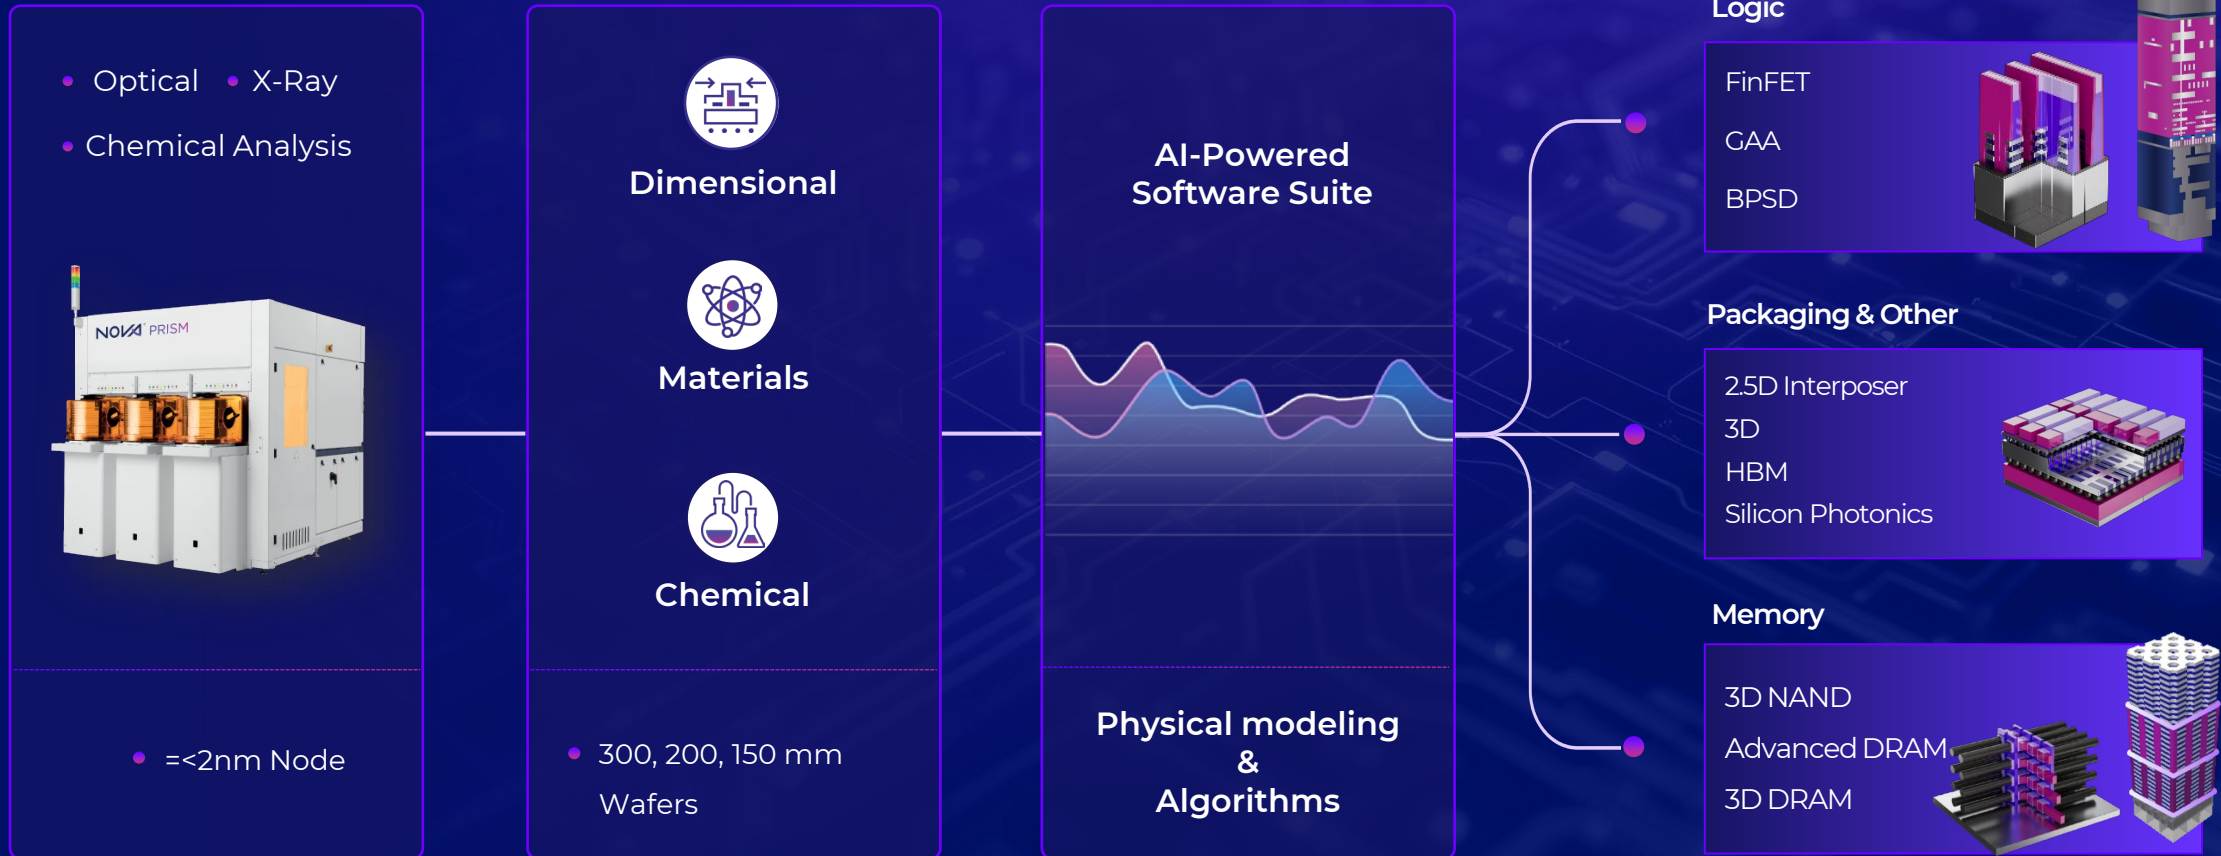 Optical
X-Ray
Chemical Analysis
NOVA PRISM
=<2nm Node
Dimensional
Materials
Chemical
300, 200, 150 mm
Wafers
AI-Powered
Software Suite
Physical modeling
&
Algorithms
Logic
FinFET
GAA
BPSD
Packaging & Other
2.5D Interposer
3D
HBM
Silicon Photonics
Memory
3D NAND
Advanced DRAM
3D DRAM